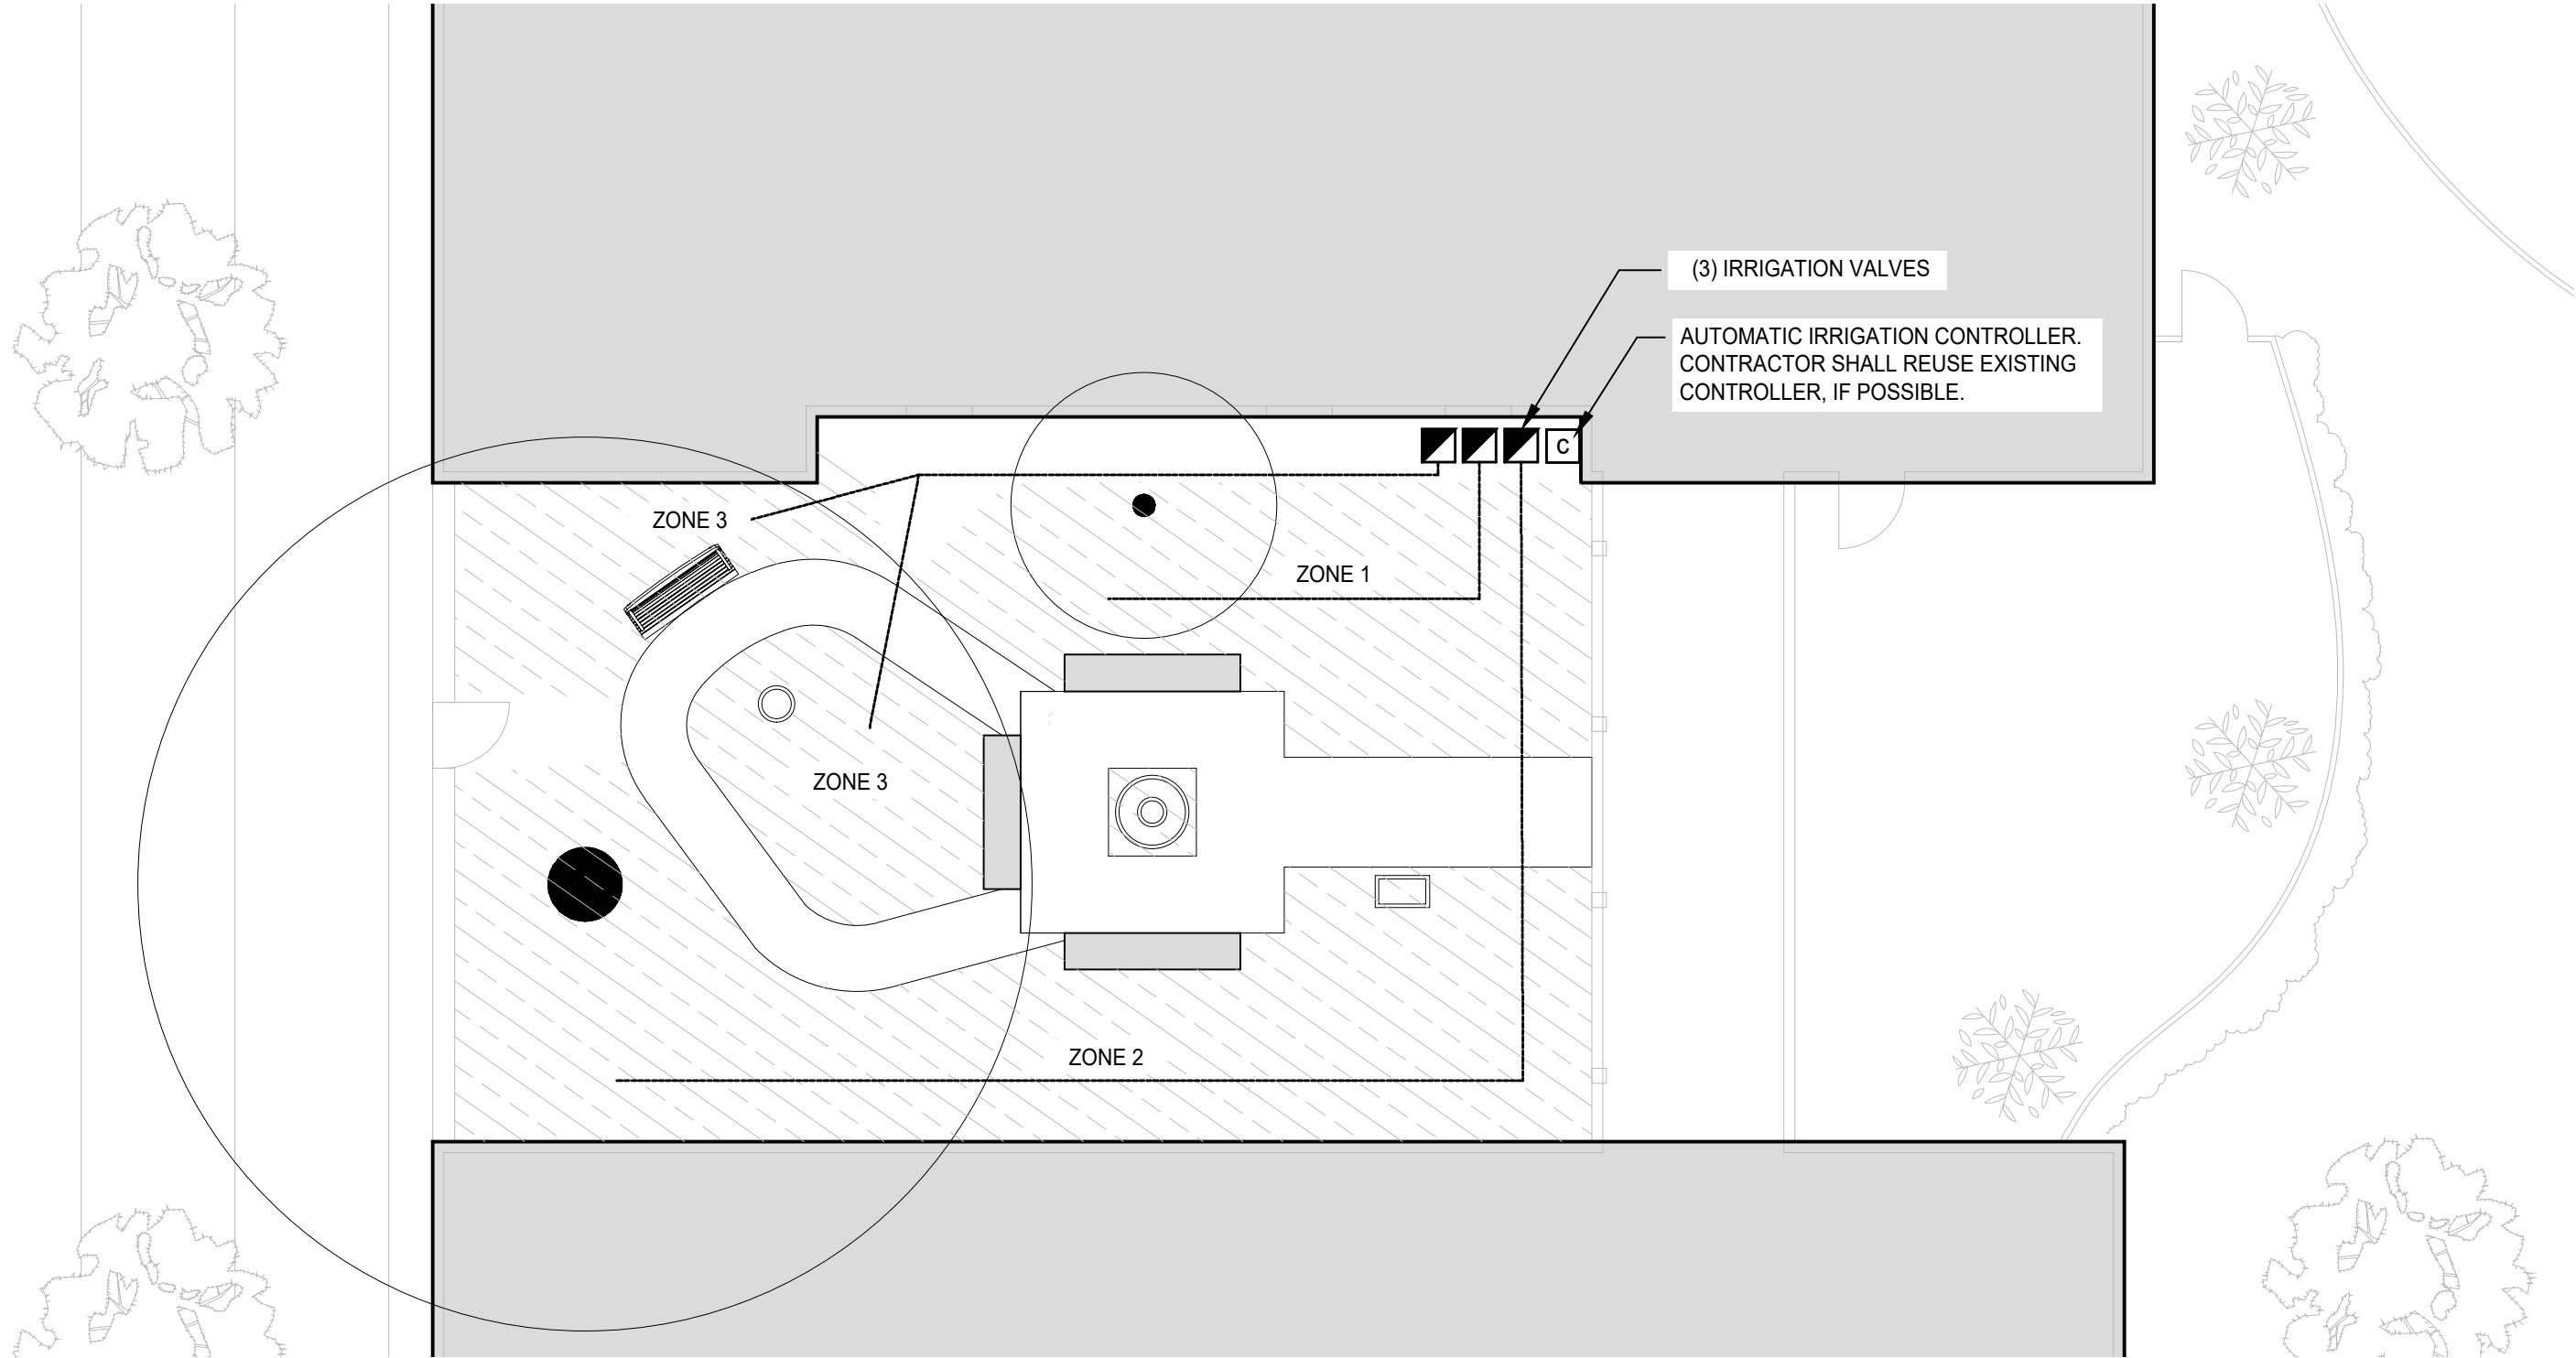 (3) IRRIGATION VALVES
AUTOMATIC IRRIGATION CONTROLLER.
CONTRACTOR SHALL REUSE EXISTING
CONTROLLER, IF POSSIBLE.
C
ZONE 3
ZONE 1
ZONE 3
ZONE 2